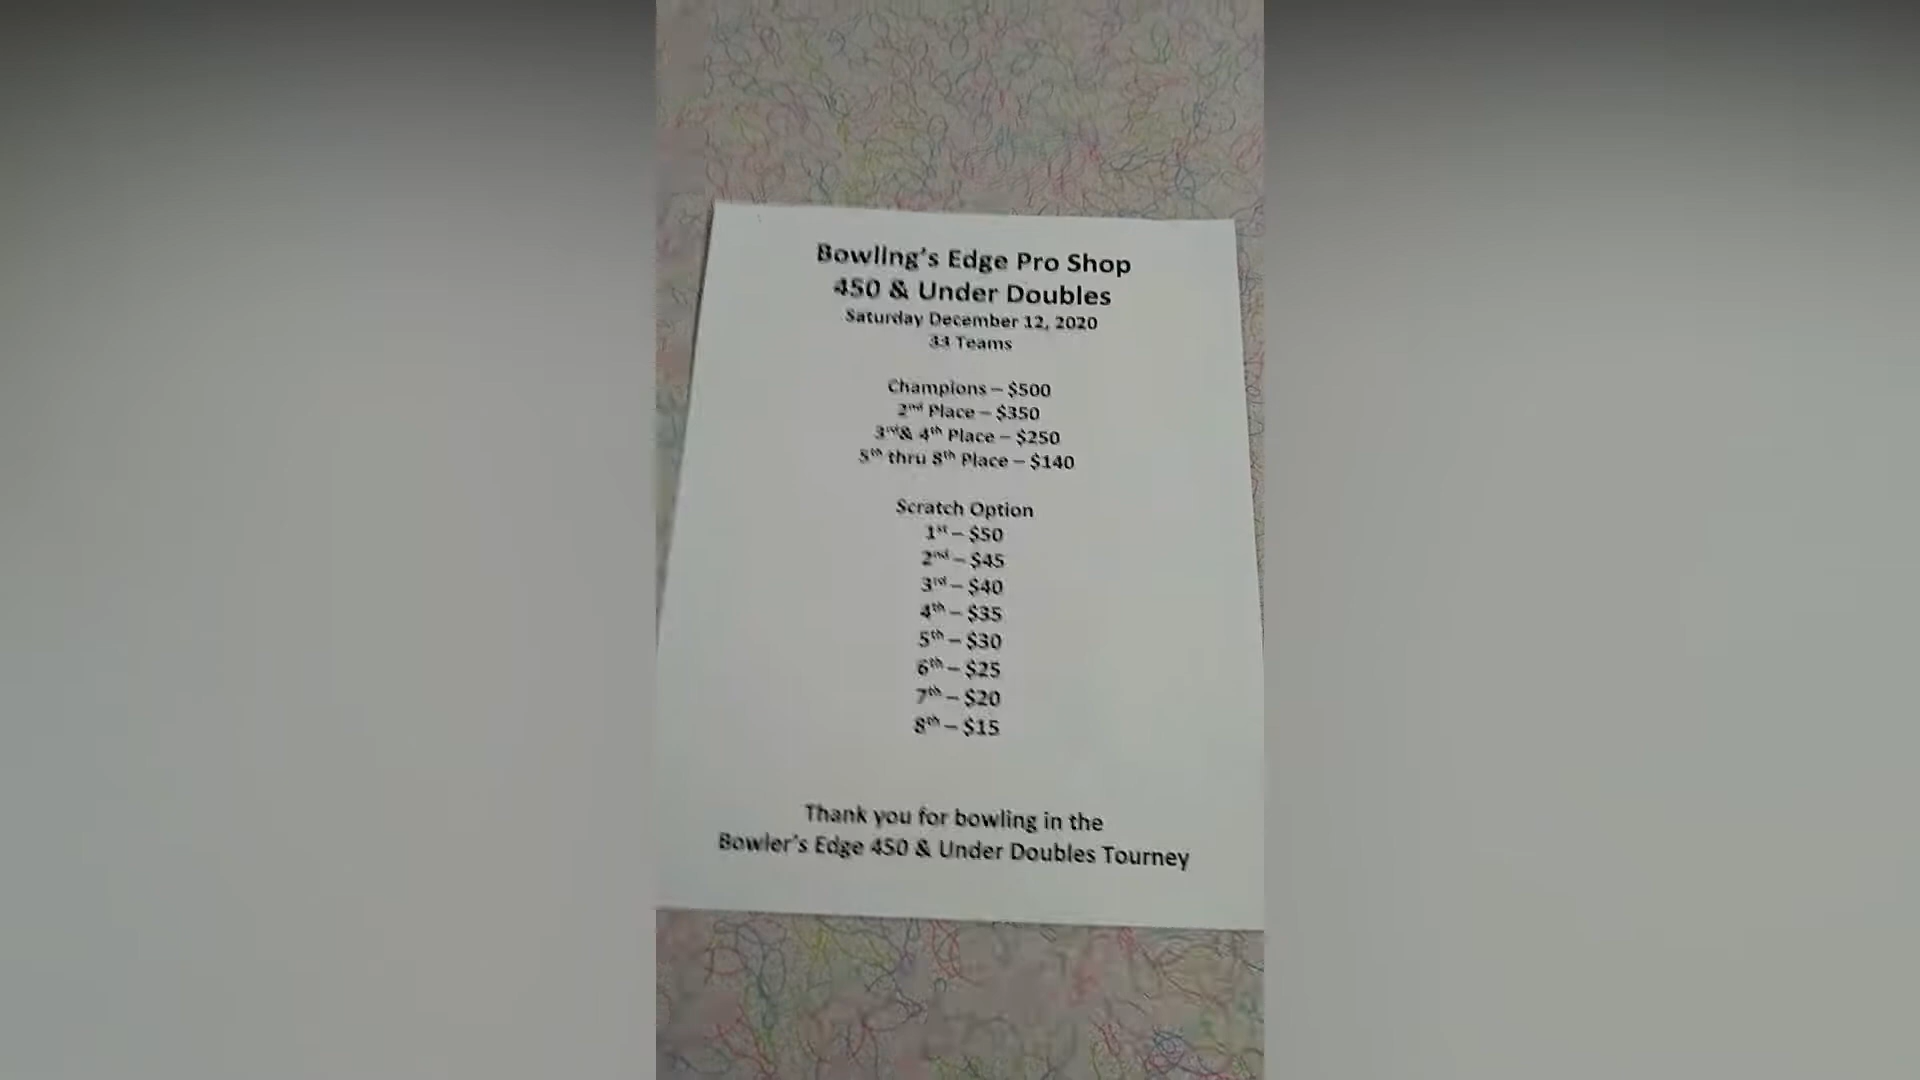 Bowling's Edge Pro Shop
450 & Under Doubles
Saturday December 12, 2020
33 Teams
Champions – $500
2nd Place – $350
3rd& 4th Place – $250
5th thru 8th Place – $140
Scratch Option
1st – $50
2nd – $45
3rd – $40
4th – $35
5th – $30
6th – $25
7th – $20
8th – $15
Thank you for bowling in the
Bowler's Edge 450 & Under Doubles Tourney